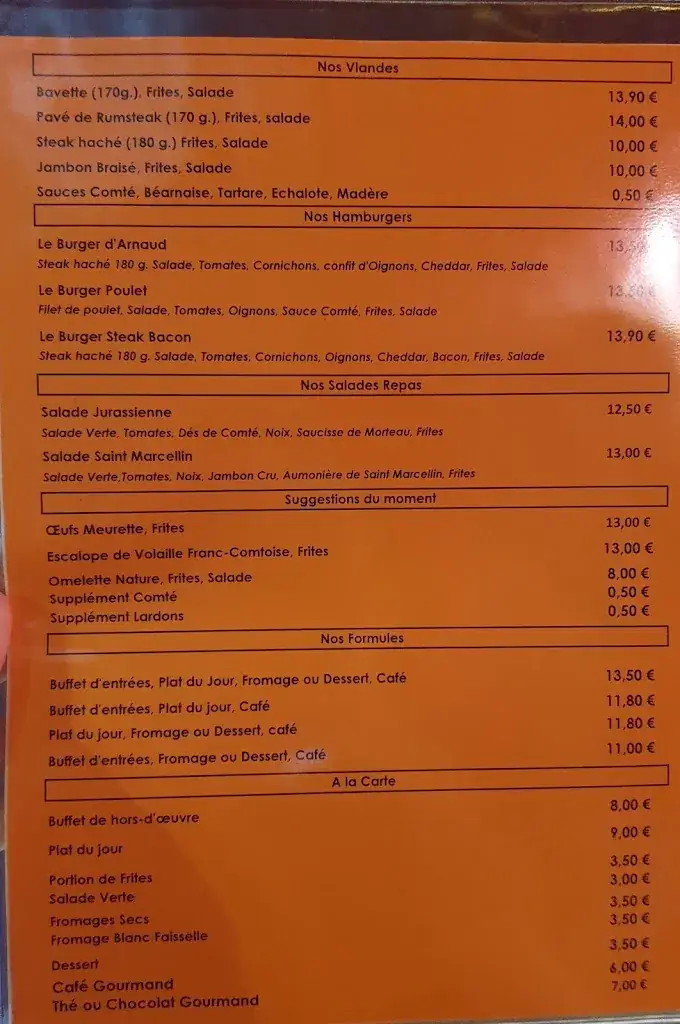 Nos Viandes
Bavette (170g.), Frites, Salade 13,90 €
Pavé de Rumsteak (170 g.), Frites, salade 14,00 €
Steak haché (180 g.) Frites, Salade 10,00 €
Jambon Braisé, Frites, Salade 10,00 €
Sauces Comté, Béarnaise, Tartare, Echalote, Madère 0,50 €
Nos Hamburgers
Le Burger d'Arnaud
Steak haché 180 g. Salade, Tomates, Cornichons, confit d'Oignons, Cheddar, Frites, Salade
Le Burger Poulet
Filet de poulet, Salade, Tomates, Oignons, Sauce Comté, Frites, Salade
Le Burger Steak Bacon 13,90 €
Steak haché 180 g. Salade, Tomates, Cornichons, Oignons, Cheddar, Bacon, Frites, Salade
Nos Salades Repas
Salade Jurassienne 12,50 €
Salade Verte, Tomates, Dés de Comté, Noix, Saucisse de Morteau, Frites
Salade Saint Marcellin 13,00 €
Salade Verte,Tomates, Noix, Jambon Cru, Aumonière de Saint Marcellin, Frites
Suggestions du moment
Œufs Meurette, Frites 13,00 €
Escalope de Volaille Franc-Comtoise, Frites 13,00 €
Omelette Nature, Frites, Salade 8,00 €
Supplément Comté 0,50 €
Supplément Lardons 0,50 €
Nos Formules
Buffet d'entrées, Plat du Jour, Fromage ou Dessert, Café 13,50 €
Buffet d'entrées, Plat du jour, Café 11,80 €
Plat du jour, Fromage ou Dessert, café 11,80 €
Buffet d'entrées, Fromage ou Dessert, Café 11,00 €
A la Carte
Buffet de hors-d'œuvre 8,00 €
Plat du jour 9,00 €
Portion de Frites 3,50 €
Salade Verte 3,00 €
Fromages Secs 3,50 €
Fromage Blanc Faisselle 3,50 €
Dessert 3,50 €
Café Gourmand 6,00 €
Thé ou Chocolat Gourmand 7,00 €